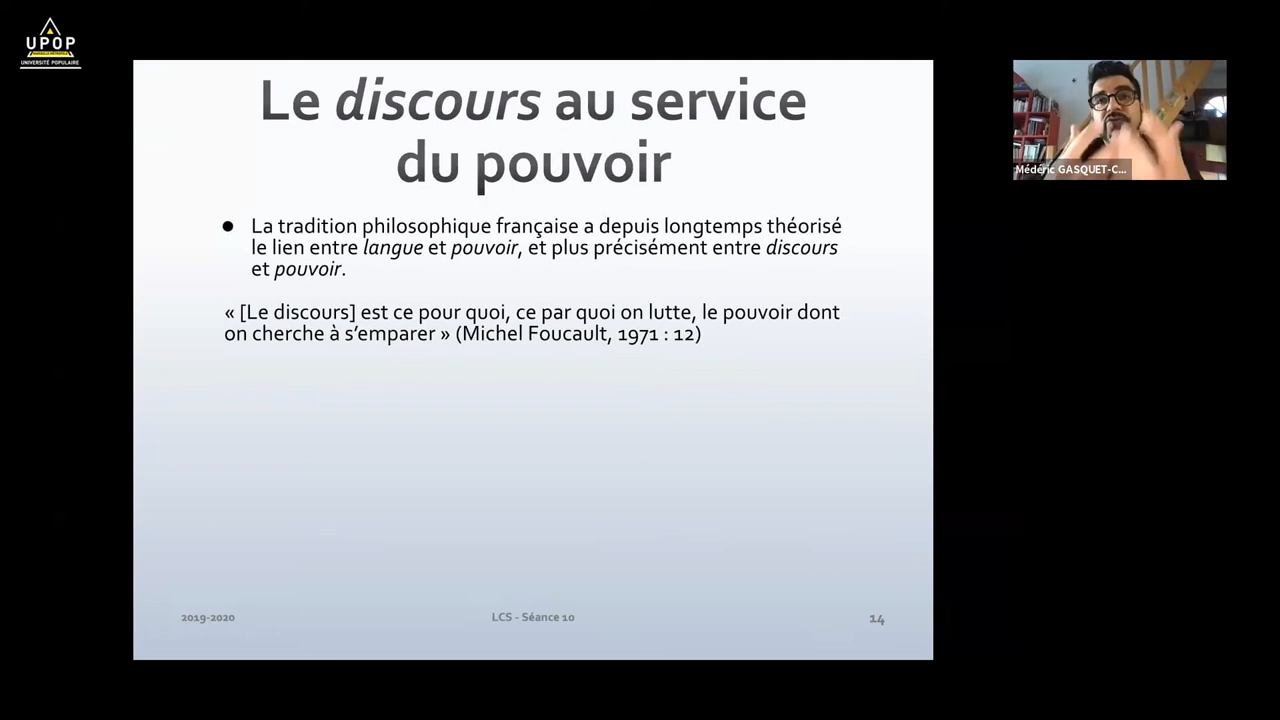 UPOP
UNIVERSITÉ POPULAIRE
Le discours au service
du pouvoir
● La tradition philosophique française a depuis longtemps théorisé
le lien entre langue et pouvoir, et plus précisément entre discours
et pouvoir.
« [Le discours] est ce pour quoi, ce par quoi on lutte, le pouvoir dont
on cherche à s’emparer » (Michel Foucault, 1971 : 12)
2019-2020
LCS - Séance 10
14
Médéric GASQUET-C...